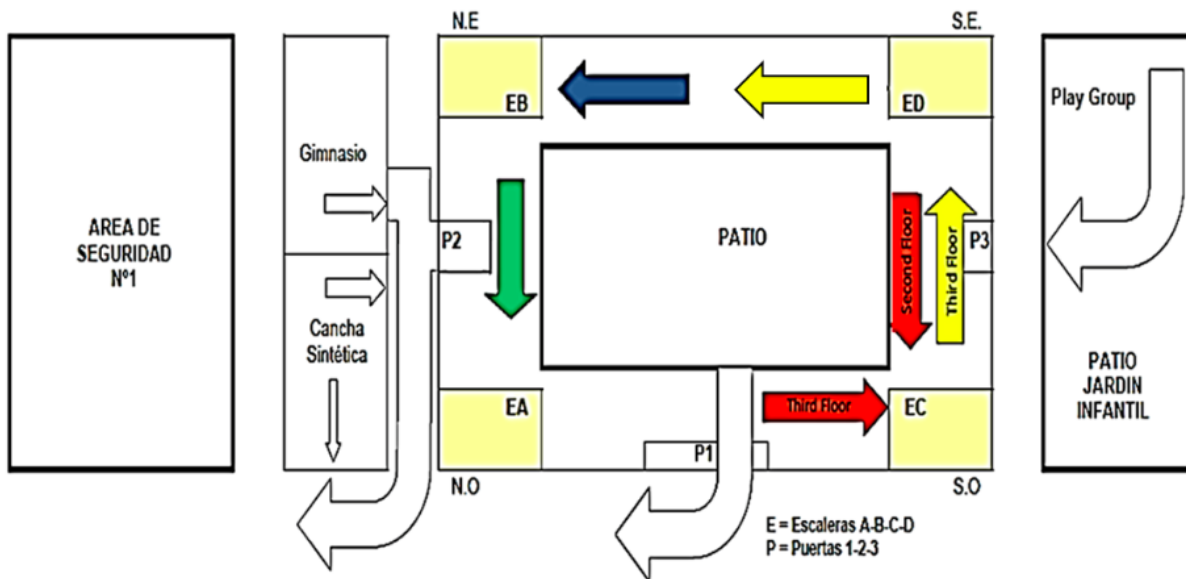 N.E
S.E.
EB
ED
Play Group
Gimnasio
AREA DE
SEGURIDAD
Nº1
P2
PATIO
Second Floor
Third Floor
P3
Cancha
Sintética
PATIO
JARDIN
INFANTIL
EA
Third Floor
EC
P1
N.O
S.O
E = Escaleras A-B-C-D
P = Puertas 1-2-3